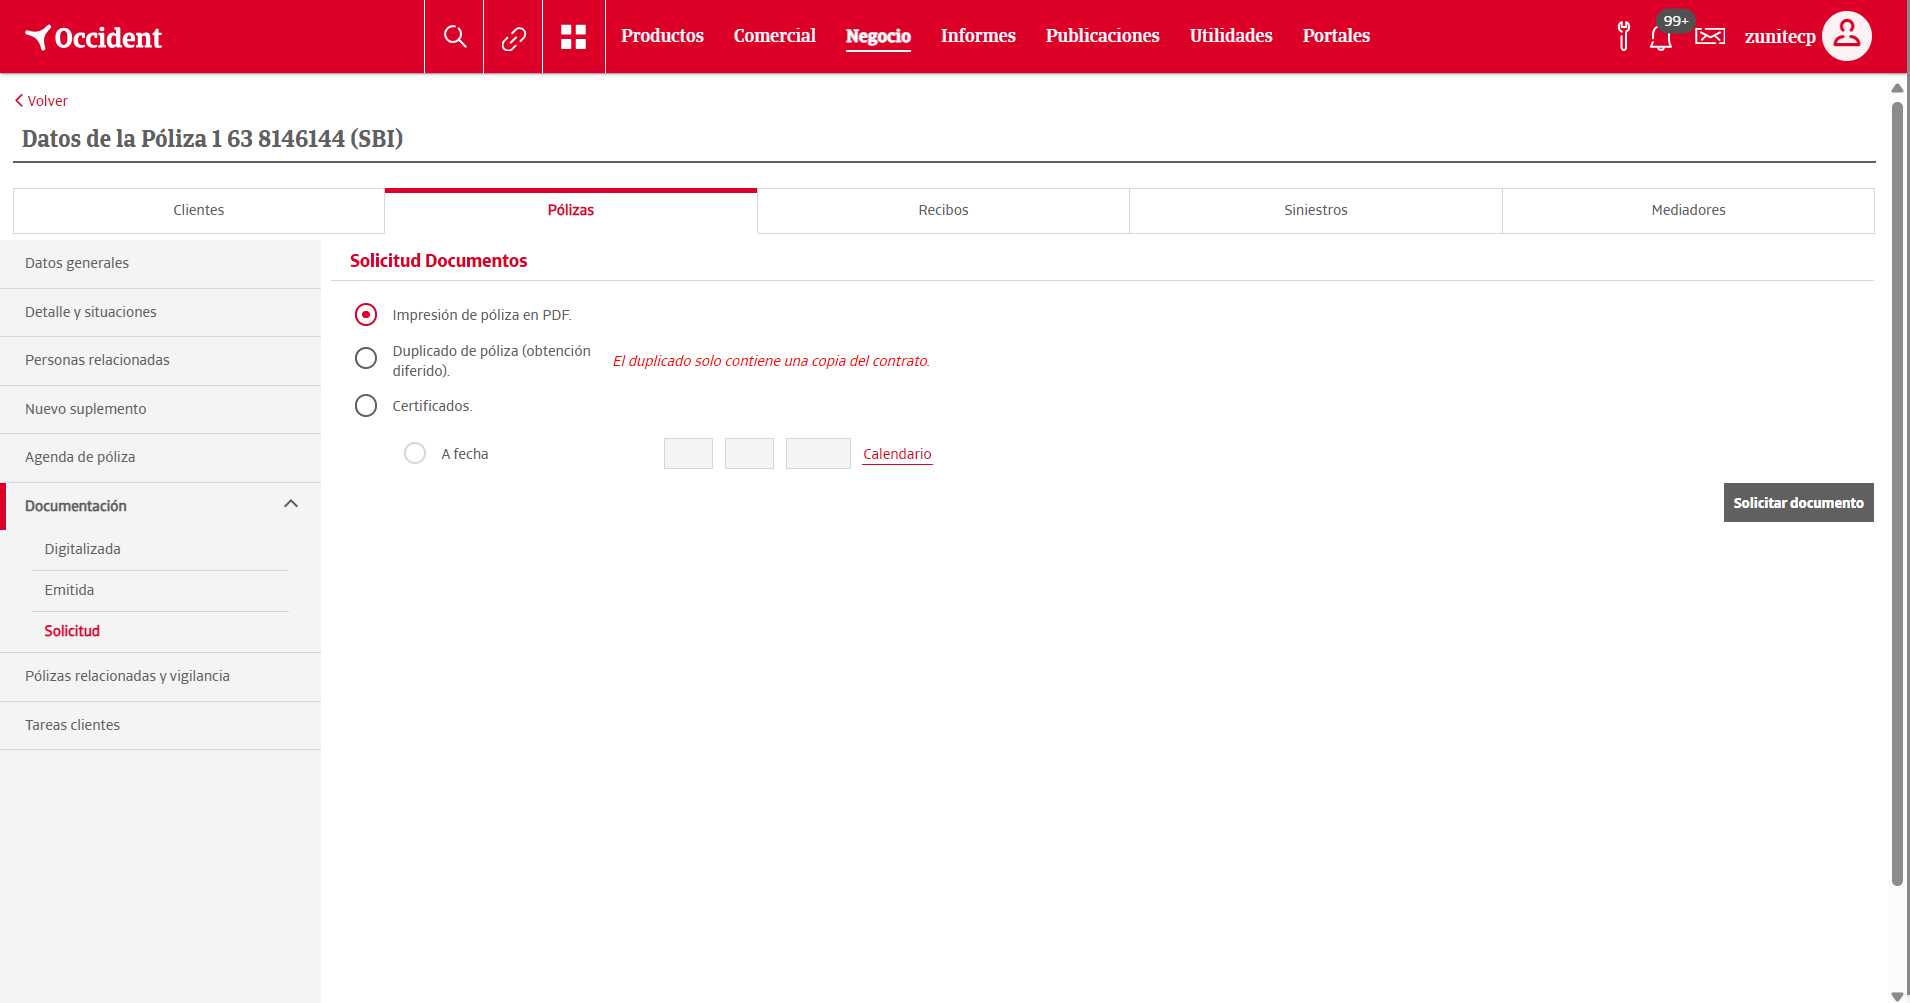 Occident
Productos
Comercial
Negocio
Informes
Publicaciones
Utilidades
Portales
99+
zunitecp
Volver
Datos de la Póliza 1 63 8146144 (SBI)
Clientes
Pólizas
Recibos
Siniestros
Mediadores
Datos generales
Detalle y situaciones
Personas relacionadas
Nuevo suplemento
Agenda de póliza
Documentación
Digitalizada
Emitida
Solicitud
Pólizas relacionadas y vigilancia
Tareas clientes
Solicitud Documentos
Impresión de póliza en PDF.
Duplicado de póliza (obtención
diferido).
El duplicado solo contiene una copia del contrato.
Certificados.
A fecha
Calendario
Solicitar documento